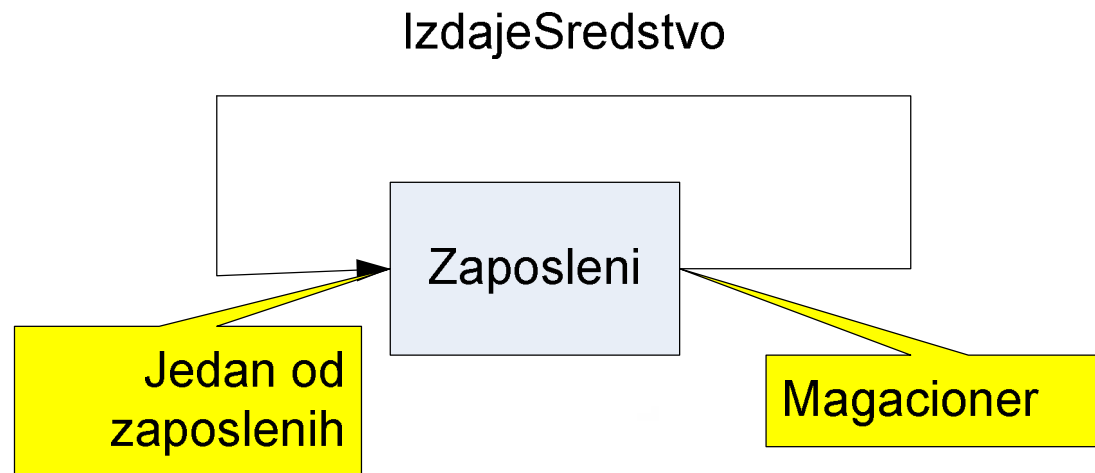 IzdajeSredstvo
Zaposleni
Jedan od
zaposlenih
Magacioner